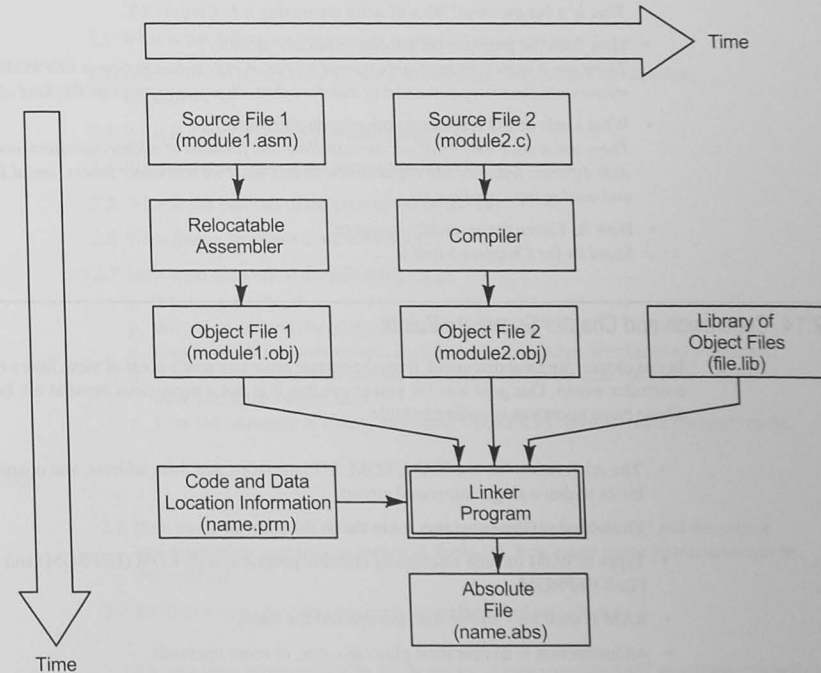 Time
Source File 1
(module1.asm)
Source File 2
(module2.c)
Relocatable
Assembler
Compiler
Object File 1
(module1.obj)
Object File 2
(module2.obj)
Library of
Object Files
(file.lib)
Code and Data
Location Information
(name.prm)
Linker
Program
Absolute
File
(name.abs)
Time